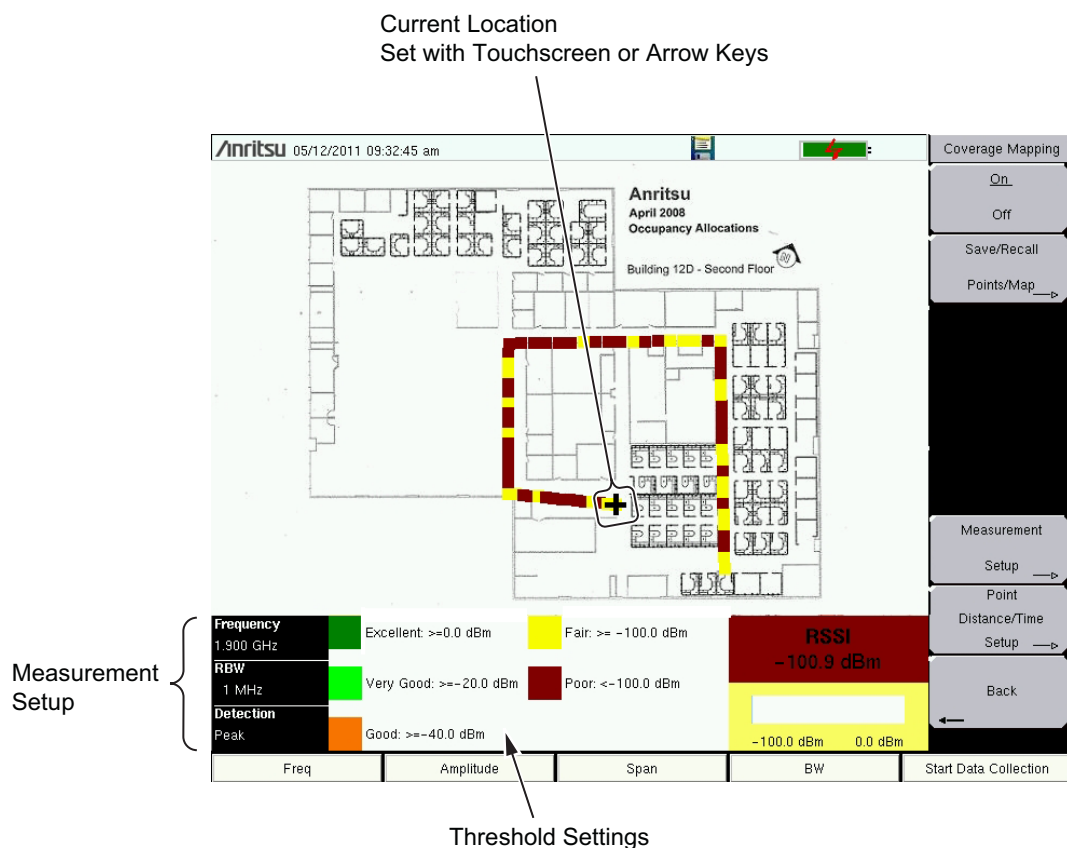 Current Location
Set with Touchscreen or Arrow Keys
Anritsu 05/12/2011 09:32:45 am
Coverage Mapping
On
Off
Save/Recall
Points/Map
Anritsu
April 2008
Occupancy Allocations
Building 12D - Second Floor
Measurement
Setup
Point
Distance/Time
Setup
Back
Measurement
Setup
Frequency
1.900 GHz
RBW
1 MHz
Detection
Peak
Excellent: >=0.0 dBm
Very Good: >=-20.0 dBm
Good: >=-40.0 dBm
Fair: >= -100.0 dBm
Poor: <-100.0 dBm
RSSI
-100.9 dBm
-100.0 dBm 0.0 dBm
Freq
Amplitude
Span
BW
Start Data Collection
Threshold Settings